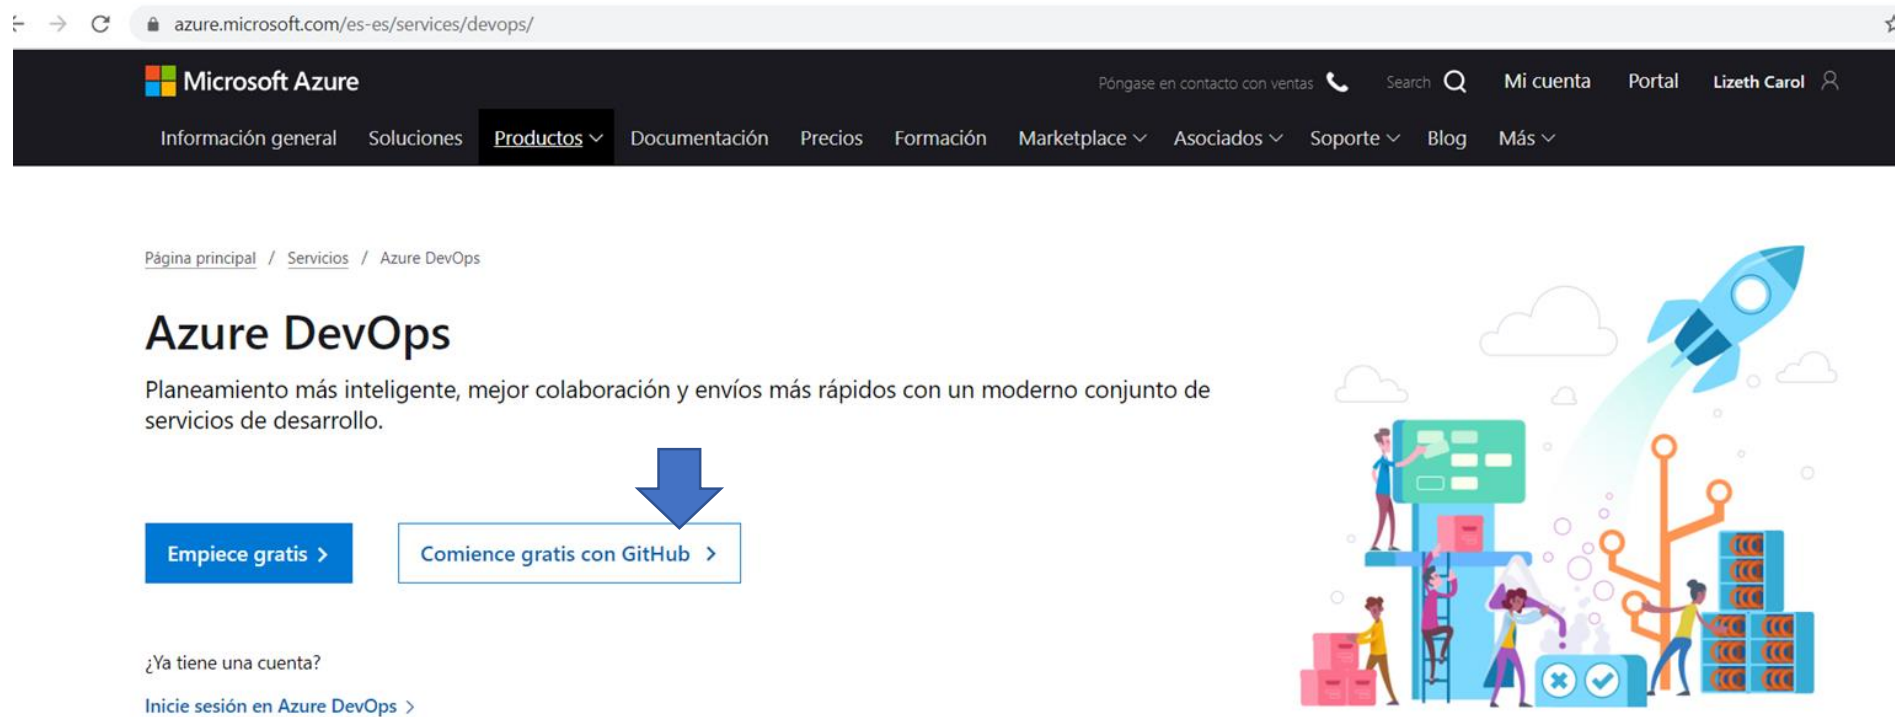 azure.microsoft.com/es-es/services/devops/
Microsoft Azure
Póngase en contacto con ventas
Search
Mi cuenta
Portal
Lizeth Carol
Información general
Soluciones
Productos
Documentación
Precios
Formación
Marketplace
Asociados
Soporte
Blog
Más
Página principal / Servicios / Azure DevOps
Azure DevOps
Planeamiento más inteligente, mejor colaboración y envíos más rápidos con un moderno conjunto de
servicios de desarrollo.
Empiece gratis >
Comience gratis con GitHub >
¿Ya tiene una cuenta?
Inicie sesión en Azure DevOps >